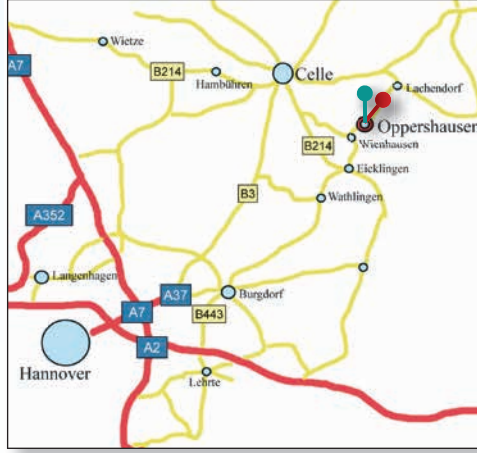 Wietze
A7
B214
Hambühren
Celle
Lachendorf
Oppershausen
Wienhausen
B214
Eicklingen
B3
Wathlingen
A352
Langenhagen
A37
Burgdorf
A7
B443
A2
Hannover
Lehrte